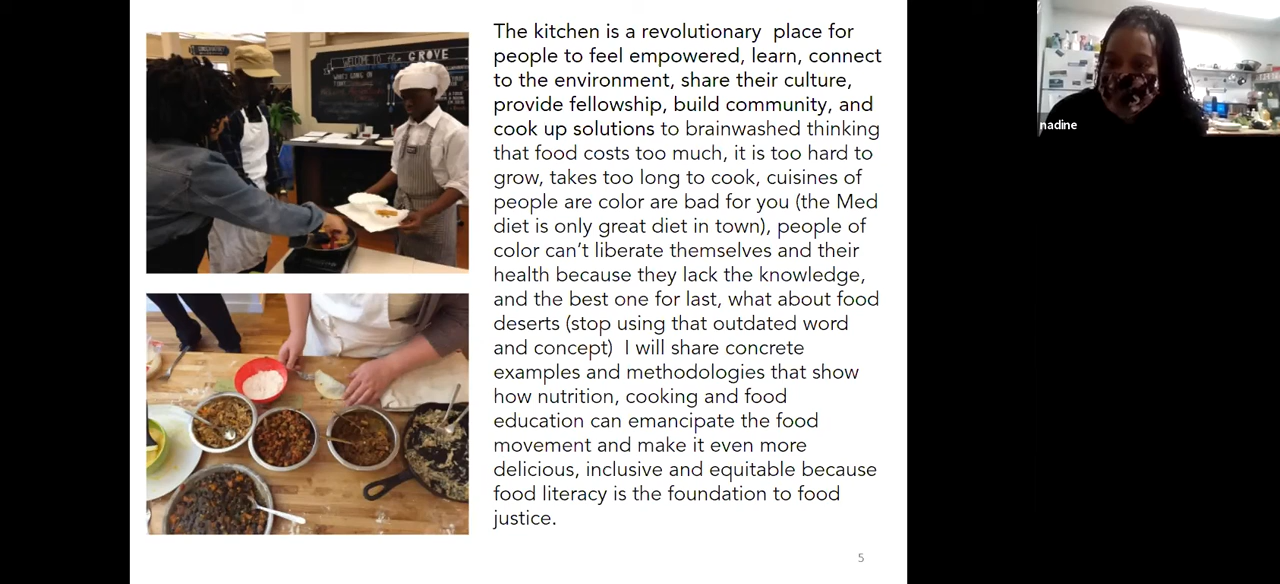 WELCOME to the GROVE
The kitchen is a revolutionary  place for
people to feel empowered, learn, connect
to the environment, share their culture,
provide fellowship, build community, and
cook up solutions to brainwashed thinking
that food costs too much, it is too hard to
grow, takes too long to cook, cuisines of
people are color are bad for you (the Med
diet is only great diet in town), people of
color can’t liberate themselves and their
health because they lack the knowledge,
and the best one for last, what about food
deserts (stop using that outdated word
and concept)  I will share concrete
examples and methodologies that show
how nutrition, cooking and food
education can emancipate the food
movement and make it even more
delicious, inclusive and equitable because
food literacy is the foundation to food
justice.
5
nadine